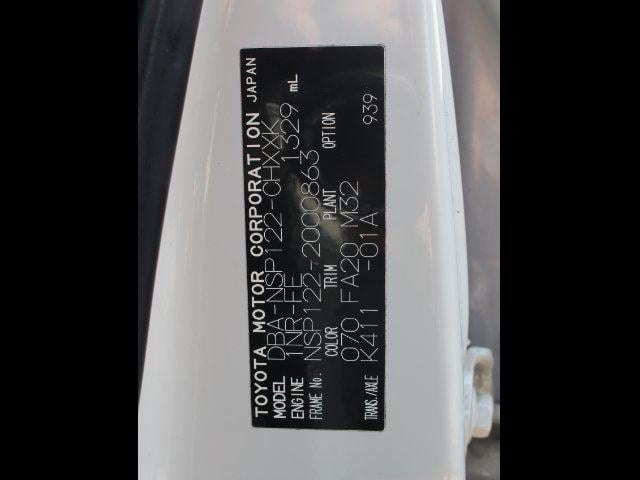 TOYOTA MOTOR CORPORATION JAPAN
MODEL DBA-NSP122-CHXXK
ENGINE 1NR-FE 1329 mL
FRAME No. NSP122-2000863
COLOR TRIM PLANT OPTION
070 FA20 M32 939
TRANS./AXLE K411 -01A